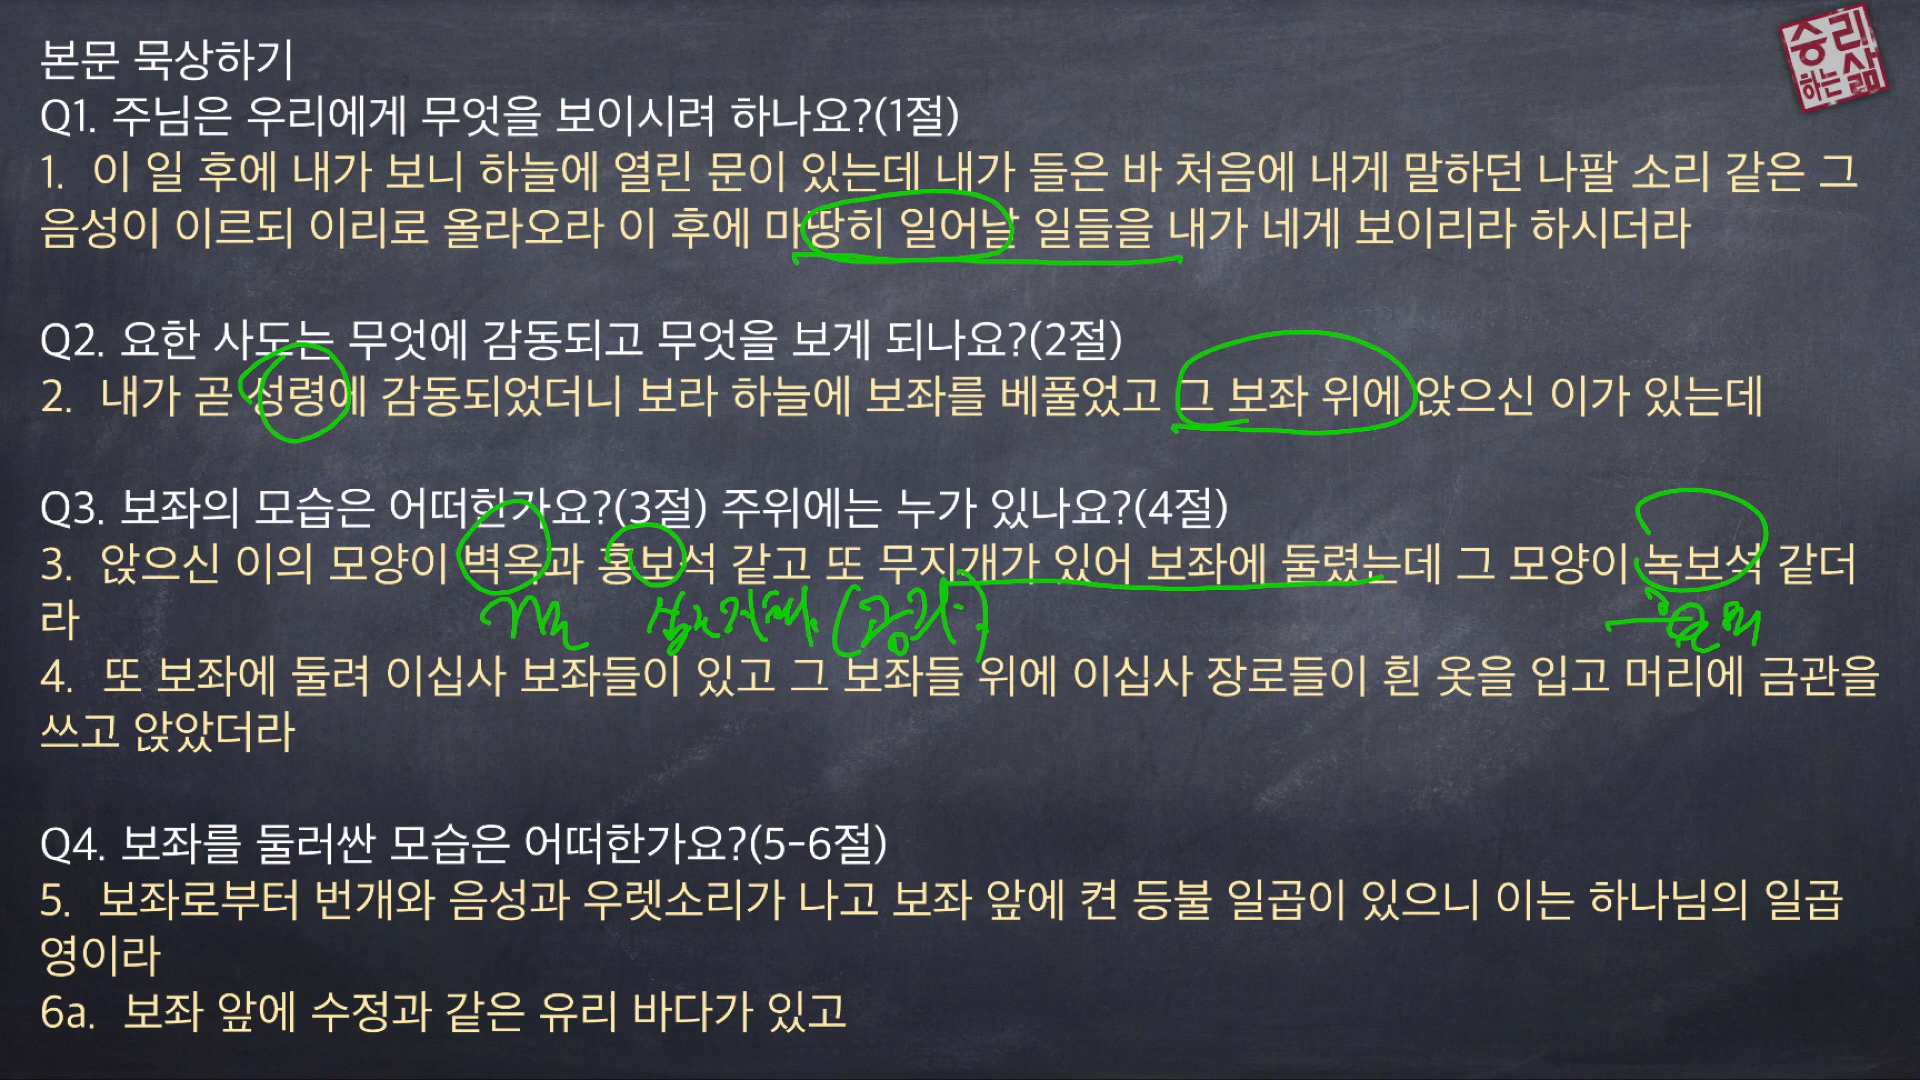 승리
하는 삶
본문 묵상하기
Q1. 주님은 우리에게 무엇을 보이시려 하나요?(1절)
1. 이 일 후에 내가 보니 하늘에 열린 문이 있는데 내가 들은 바 처음에 내게 말하던 나팔 소리 같은 그
음성이 이르되 이리로 올라오라 이 후에 마땅히 일어날 일들을 내가 네게 보이리라 하시더라
Q2. 요한 사도는 무엇에 감동되고 무엇을 보게 되나요?(2절)
2. 내가 곧 성령에 감동되었더니 보라 하늘에 보좌를 베풀었고 그 보좌 위에 앉으신 이가 있는데
Q3. 보좌의 모습은 어떠한가요?(3절) 주위에는 누가 있나요?(4절)
3. 앉으신 이의 모양이 벽옥과 홍보석 같고 또 무지개가 있어 보좌에 둘렸는데 그 모양이 녹보석 같더
라
4. 또 보좌에 둘려 이십사 보좌들이 있고 그 보좌들 위에 이십사 장로들이 흰 옷을 입고 머리에 금관을
쓰고 앉았더라
Q4. 보좌를 둘러싼 모습은 어떠한가요?(5-6절)
5. 보좌로부터 번개와 음성과 우렛소리가 나고 보좌 앞에 켠 등불 일곱이 있으니 이는 하나님의 일곱
영이라
6a. 보좌 앞에 수정과 같은 유리 바다가 있고